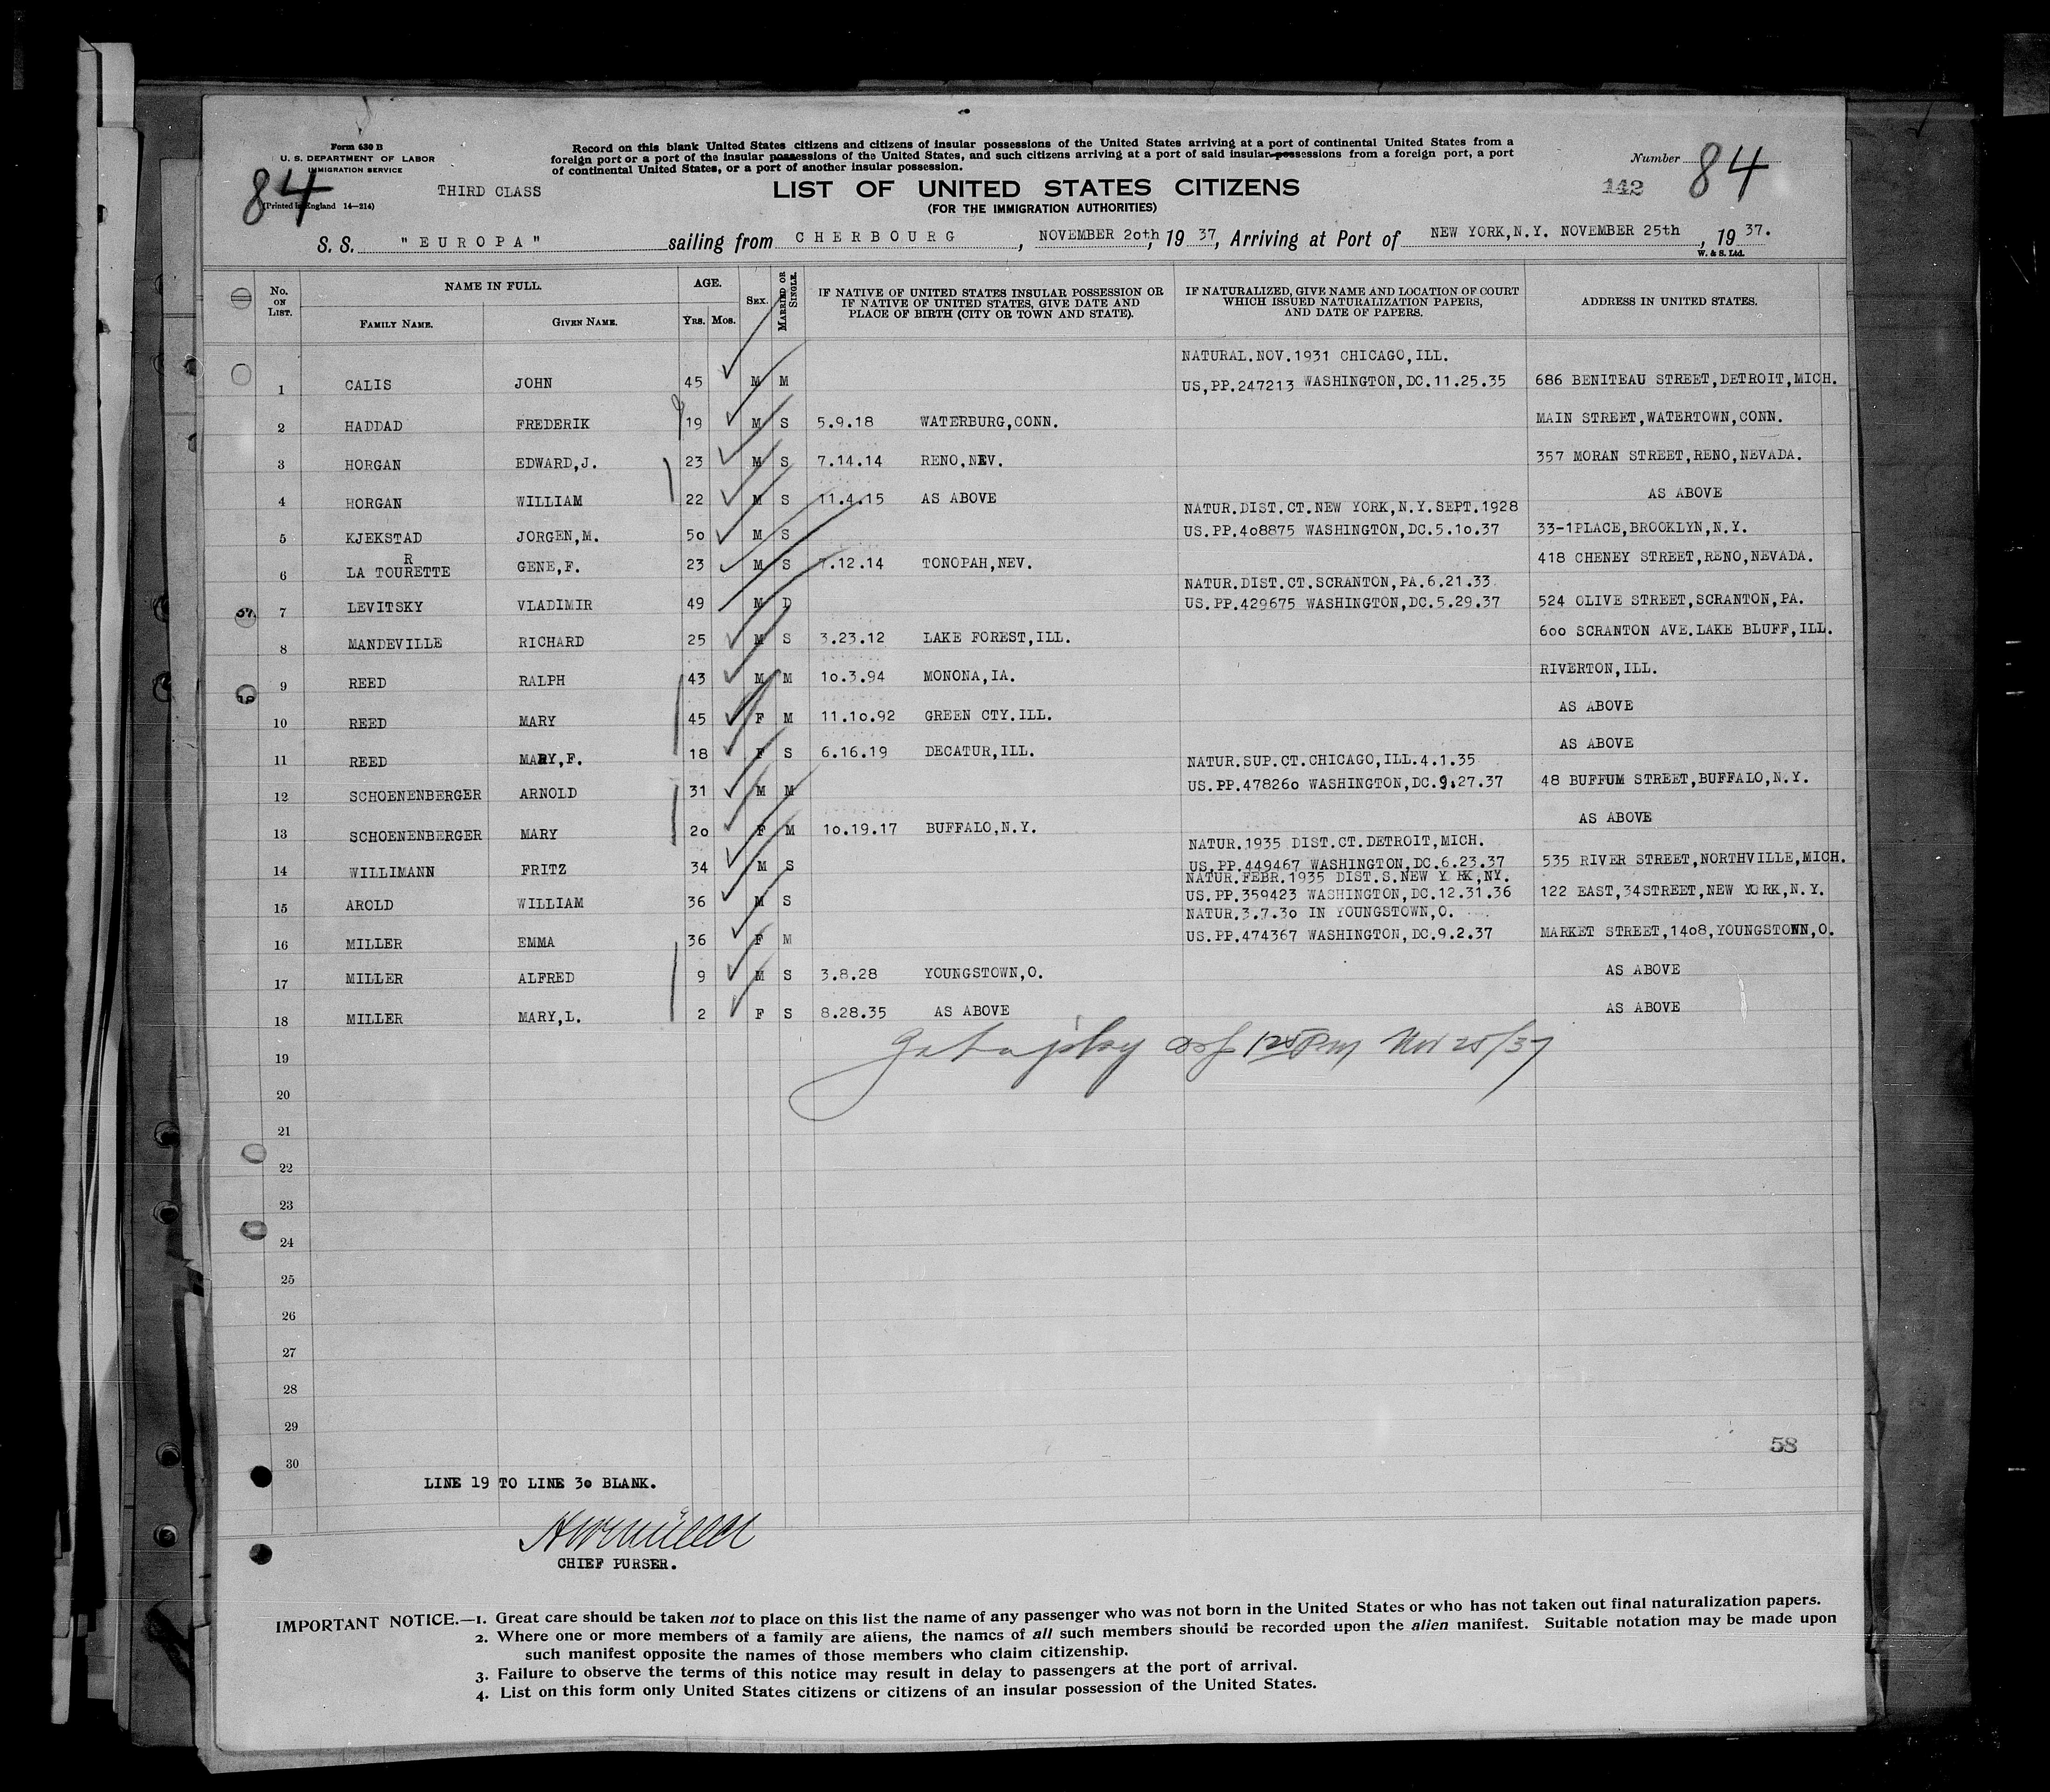 Form 630 B
U. S. DEPARTMENT OF LABOR
IMMIGRATION SERVICE
(Printed in England 14—214)
84
THIRD CLASS
Record on this blank United States citizens and citizens of insular possessions of the United States arriving at a port of continental United States from a
foreign port or a port of the insular possessions of the United States, and such citizens arriving at a port of said insular possessions from a foreign port, a port
of continental United States, or a port of another insular possession.
LIST OF UNITED STATES CITIZENS
(FOR THE IMMIGRATION AUTHORITIES)
Number 84
142
S. S. "EUROPA" sailing from CHERBOURG, NOVEMBER 20th, 1937, Arriving at Port of NEW YORK,N.Y. NOVEMBER 25th, 1937.
W. & S. Ltd.
No. ON LIST. NAME IN FULL. FAMILY NAME. GIVEN NAME. AGE. YRS. MOS. SEX. MARRIED OR SINGLE. IF NATIVE OF UNITED STATES INSULAR POSSESSION OR IF NATIVE OF UNITED STATES, GIVE DATE AND PLACE OF BIRTH (CITY OR TOWN AND STATE). IF NATURALIZED, GIVE NAME AND LOCATION OF COURT WHICH ISSUED NATURALIZATION PAPERS, AND DATE OF PAPERS. ADDRESS IN UNITED STATES.
NATURAL.NOV.1931 CHICAGO,ILL.
1 CALIS JOHN 45 M M US,PP.247213 WASHINGTON,DC.11.25.35 686 BENITEAU STREET,DETROIT,MICH.
2 HADDAD FREDERIK 19 M S 5.9.18 WATERBURG,CONN. MAIN STREET,WATERTOWN,CONN.
3 HORGAN EDWARD,J. 23 M S 7.14.14 RENO,NEV. 357 MORAN STREET,RENO,NEVADA.
4 HORGAN WILLIAM 22 M S 11.4.15 AS ABOVE AS ABOVE
NATUR.DIST.CT.NEW YORK,N.Y.SEPT.1928
5 KJEKSTAD JORGEN,M. 50 M S US.PP.408875 WASHINGTON,DC.5.10.37 33-1PLACE,BROOKLYN,N.Y.
R
6 LA TOURETTE GENE,F. 23 M S 7.12.14 TONOPAH,NEV. 418 CHENEY STREET,RENO,NEVADA.
NATUR.DIST.CT.SCRANTON,PA.6.21.33
7 LEVITSKY VLADIMIR 49 M D US.PP.429675 WASHINGTON,DC.5.29.37 524 OLIVE STREET,SCRANTON,PA.
8 MANDEVILLE RICHARD 25 M S 3.23.12 LAKE FOREST,ILL. 600 SCRANTON AVE.LAKE BLUFF,ILL.
9 REED RALPH 43 M M 10.3.94 MONONA,IA. RIVERTON,ILL.
10 REED MARY 45 F M 11.10.92 GREEN CTY.ILL. AS ABOVE
11 REED MARY,F. 18 F S 6.16.19 DECATUR,ILL. AS ABOVE
NATUR.SUP.CT.CHICAGO,ILL.4.1.35
12 SCHOENENBERGER ARNOLD 31 M M US.PP.478260 WASHINGTON,DC.9.27.37 48 BUFFUM STREET,BUFFALO,N.Y.
13 SCHOENENBERGER MARY 20 F M 10.19.17 BUFFALO,N.Y. AS ABOVE
NATUR.1935 DIST.CT.DETROIT,MICH.
14 WILLIMANN FRITZ 34 M S US.PP.449467 WASHINGTON,DC.6.23.37 535 RIVER STREET,NORTHVILLE,MICH.
NATUR.FEBR.1935 DIST.S.NEW Y RK,NY.
15 AROLD WILLIAM 36 M S US.PP.359423 WASHINGTON,DC.12.31.36 122 EAST,34STREET,NEW YORK,N.Y.
NATUR.3.7.30 IN YOUNGSTOWN,O.
16 MILLER EMMA 36 F M US.PP.474367 WASHINGTON,DC.9.2.37 MARKET STREET,1408,YOUNGSTOWN,O.
17 MILLER ALFRED 9 M S 3.8.28 YOUNGSTOWN,O. AS ABOVE
18 MILLER MARY,L. 2 F S 8.28.35 AS ABOVE AS ABOVE
19 Nov 25/37
20
21
22
23
24
25
26
27
28
29
58
30
LINE 19 TO LINE 30 BLANK.
CHIEF PURSER.
IMPORTANT NOTICE.—1. Great care should be taken not to place on this list the name of any passenger who was not born in the United States or who has not taken out final naturalization papers.
2. Where one or more members of a family are aliens, the names of all such members should be recorded upon the alien manifest. Suitable notation may be made upon
such manifest opposite the names of those members who claim citizenship.
3. Failure to observe the terms of this notice may result in delay to passengers at the port of arrival.
4. List on this form only United States citizens or citizens of an insular possession of the United States.